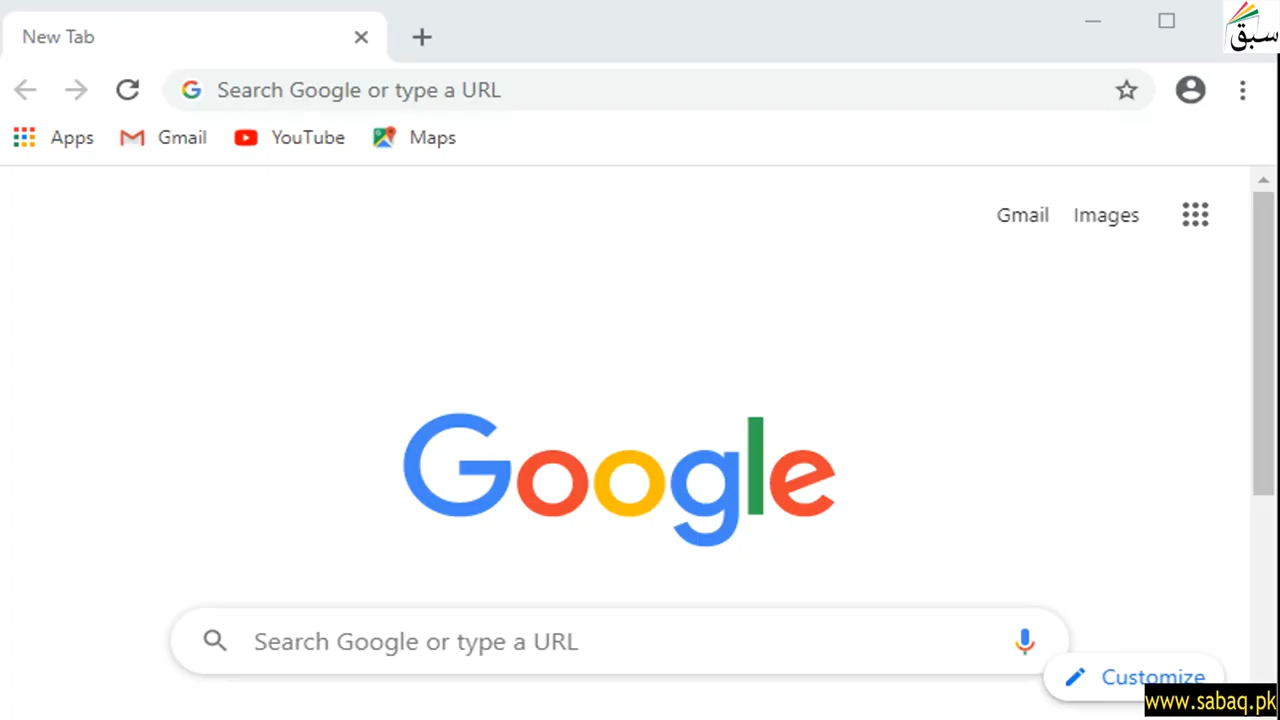 New Tab
سبق
Search Google or type a URL
Apps Gmail YouTube Maps
Gmail Images
Google
Search Google or type a URL
Customize
www.sabaq.pk